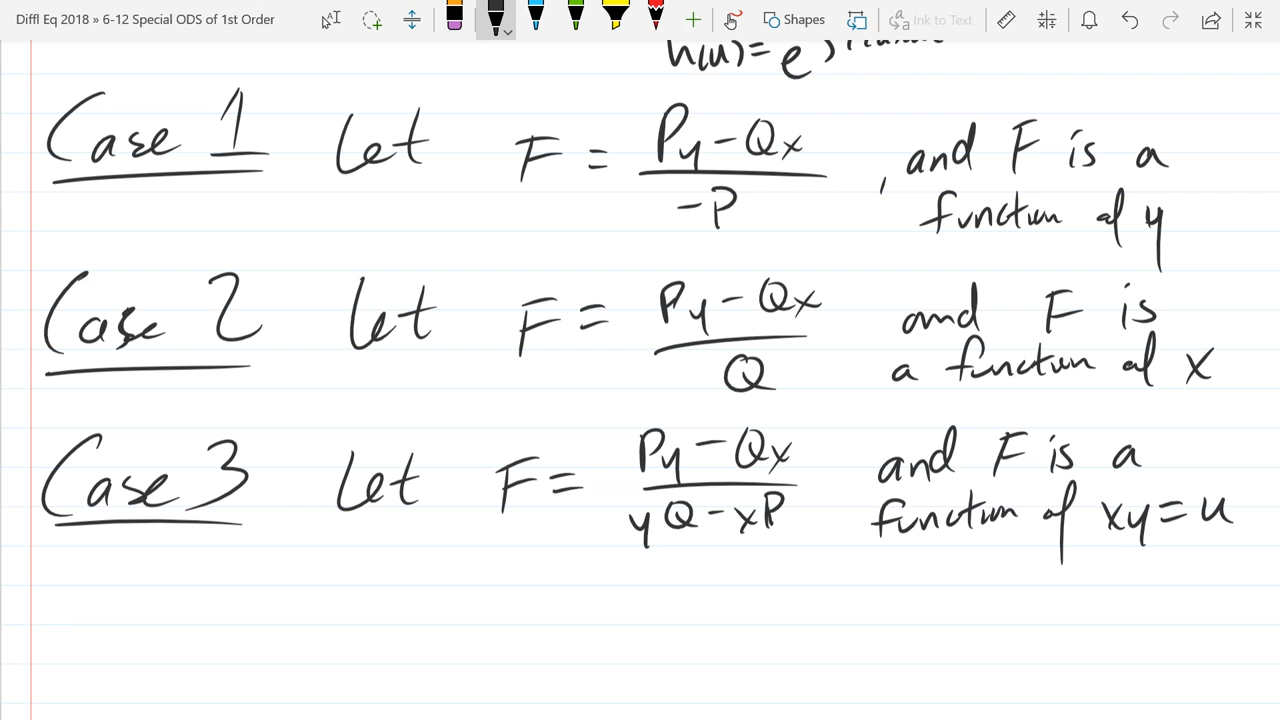 Diffl Eq 2018 » 6-12 Special ODS of 1st Order
Shapes
Ink to Text
h(u) = e
Case 1 Let F = (Py - Qx) / -P , and F is a
function of y
Case 2 Let F = (Py - Qx) / Q and F is
a function of x
Case 3 Let F = (Py - Qx) / (yQ - xP) and F is a
function of xy = u